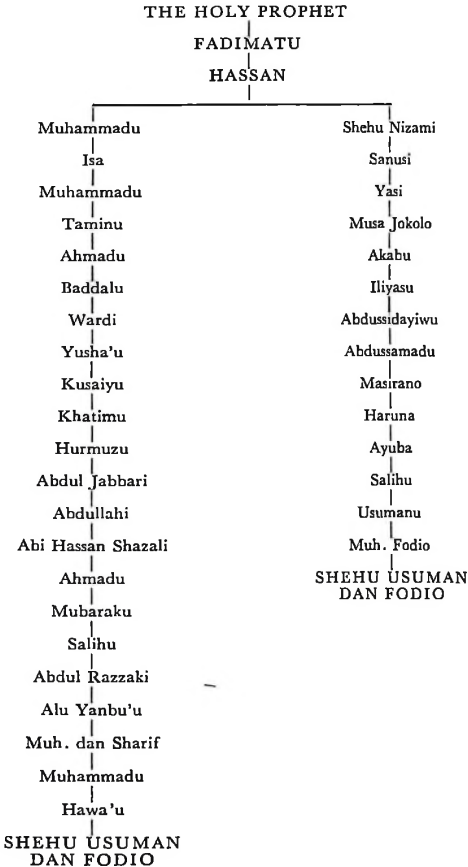 THE HOLY PROPHET
FADIMATU
HASSAN
Muhammadu
Isa
Muhammadu
Taminu
Ahmadu
Baddalu
Wardi
Yusha'u
Kusaiyu
Khatimu
Hurmuzu
Abdul Jabbari
Abdullahi
Abi Hassan Shazali
Ahmadu
Mubaraku
Salihu
Abdul Razzaki
Alu Yanbu'u
Muh. dan Sharif
Muhammadu
Hawa'u
SHEHU USUMAN
DAN FODIO
Shehu Nizami
Sanusi
Yasi
Musa Jokolo
Akabu
Iliyasu
Abdussidayiwu
Abdussamadu
Masirano
Haruna
Ayuba
Salihu
Usumanu
Muh. Fodio
SHEHU USUMAN
DAN FODIO